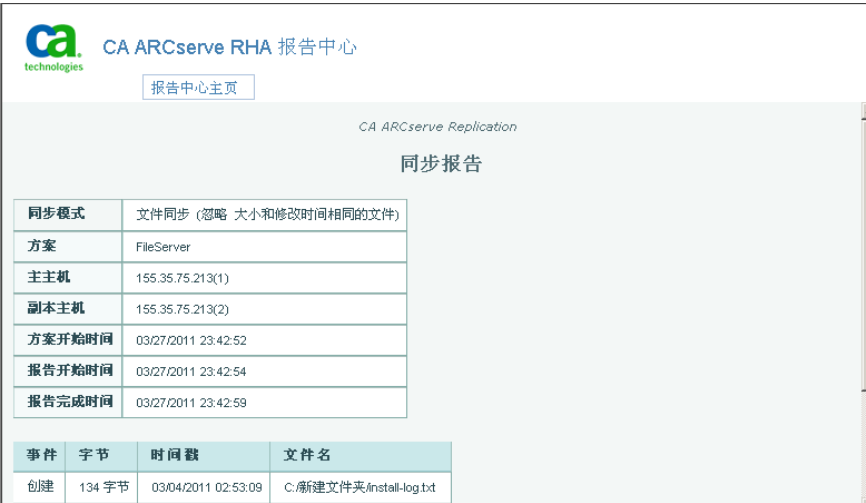 ca.
technologies
CA ARCserve RHA 报告中心
报告中心主页
CA ARCserve Replication
同步报告
同步模式 文件同步 (忽略 大小和修改时间相同的文件)
方案 FileServer
主主机 155.35.75.213(1)
副本主机 155.35.75.213(2)
方案开始时间 03/27/2011 23:42:52
报告开始时间 03/27/2011 23:42:54
报告完成时间 03/27/2011 23:42:59
事件 字节 时间戳 文件名
创建 134 字节 03/04/2011 02:53:09 C:/新建文件夹/install-log.txt